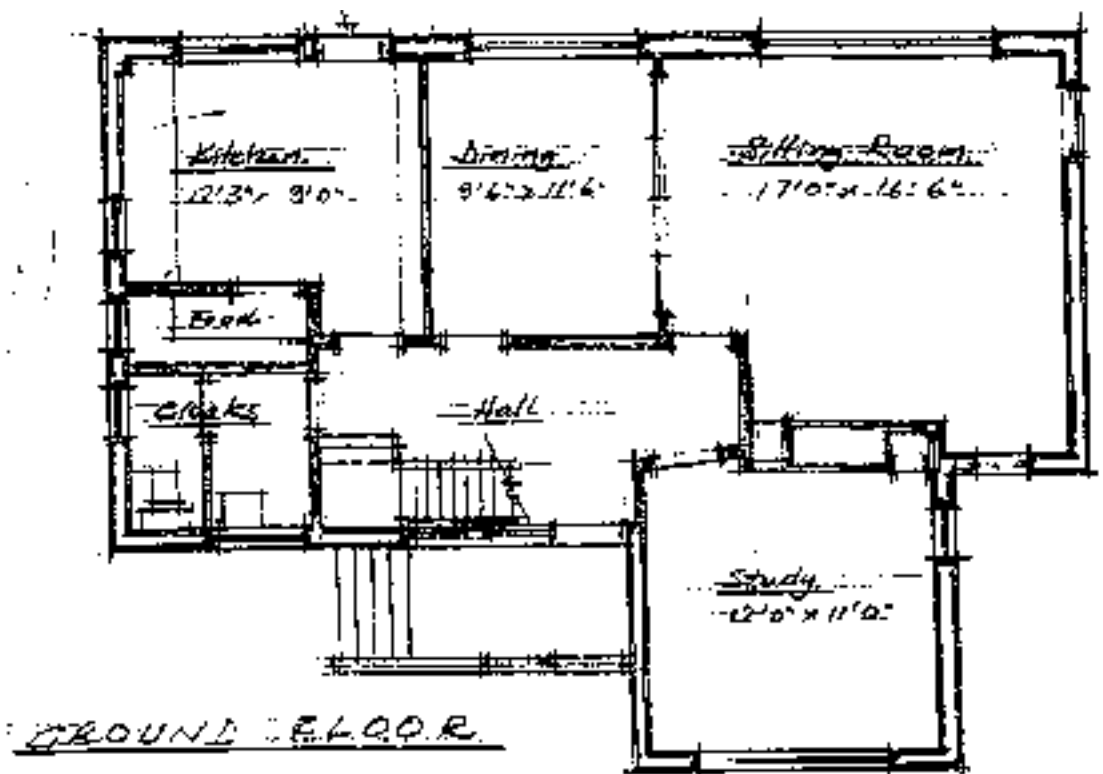 Kitchen.
12'3" x 9'0"
Dining
9'6" x 11'6"
Sitting Room.
17'0" x 16'6"
Food
Cloaks
Hall
Study.
12'0" x 11'0"
GROUND FLOOR.